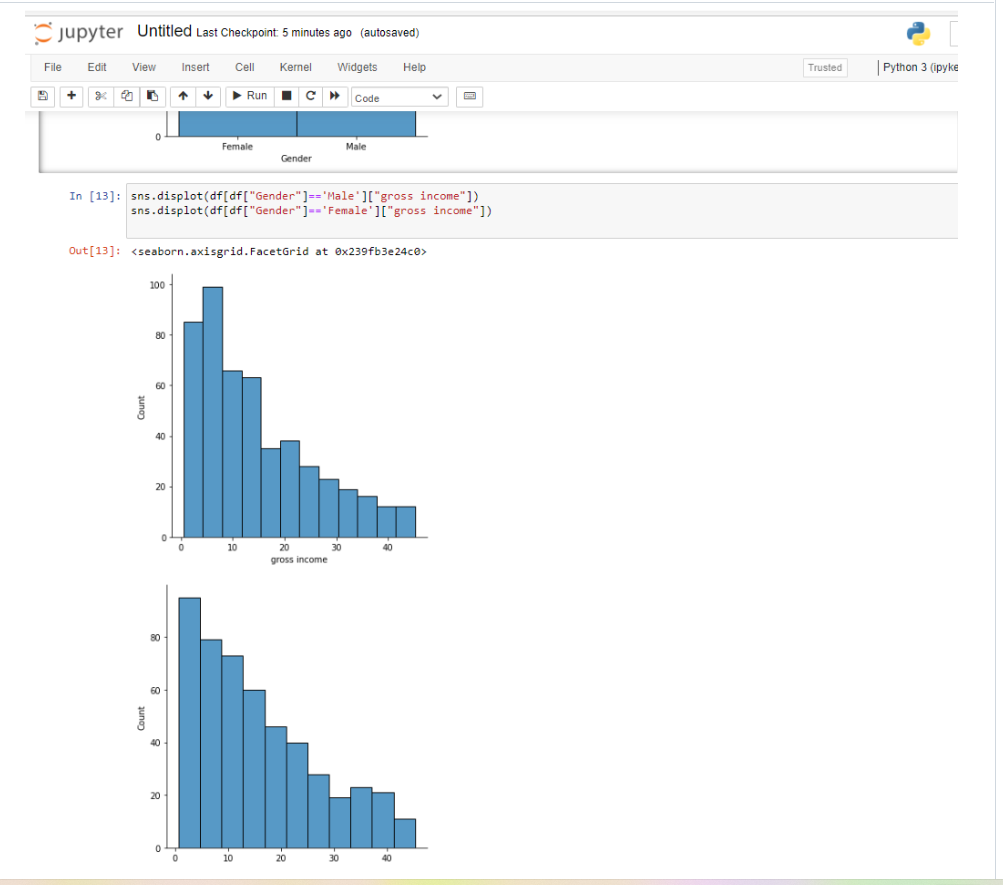 jupyter Untitled Last Checkpoint: 5 minutes ago (autosaved)
File Edit View Insert Cell Kernel Widgets Help Trusted Python 3 (ipyke
Run Code
0
Female Male
Gender
In [13]: sns.displot(df[df["Gender"]=='Male']["gross income"])
sns.displot(df[df["Gender"]=='Female']["gross income"])
Out[13]: <seaborn.axisgrid.FacetGrid at 0x239fb3e24c0>
100
80
60
Count
40
20
0
0 10 20 30 40
gross income
80
60
Count
40
20
0
0 10 20 30 40